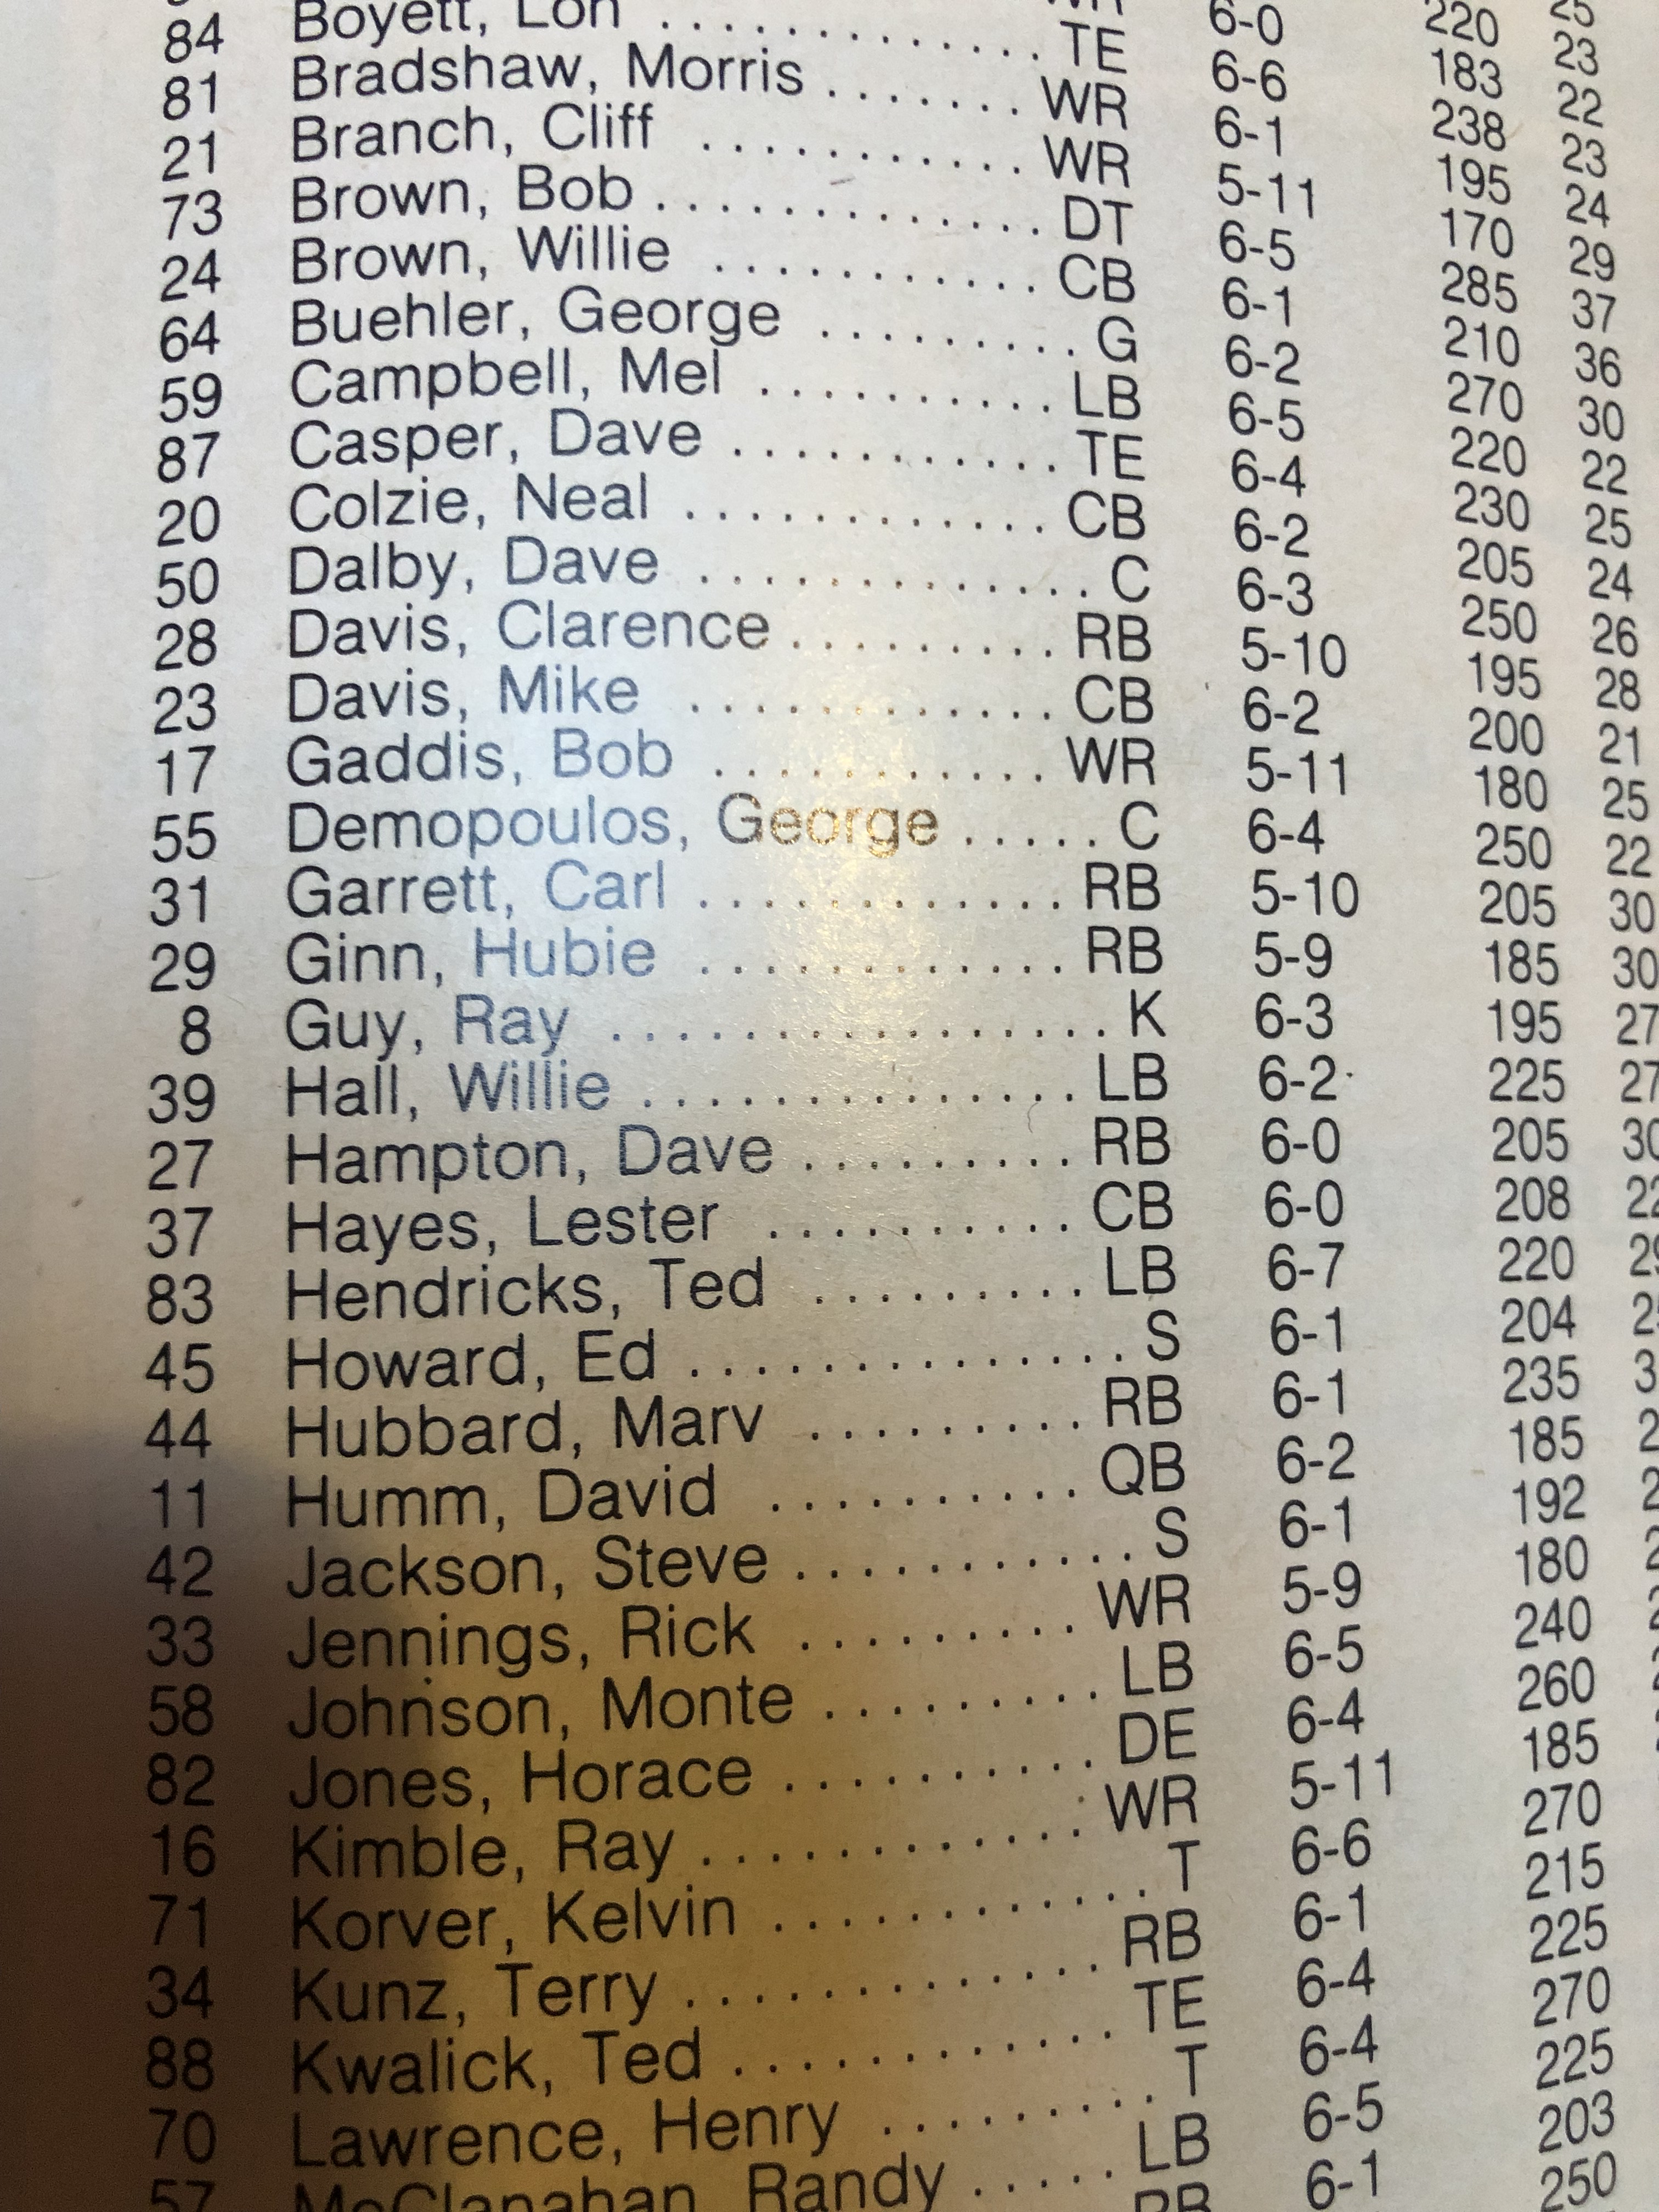 6-0 220 25
183 23
22
84 Boyett, Lon ............. TE 6-6 238 23
81 Bradshaw, Morris ....... WR 6-1 195 24
21 Branch, Cliff ........... WR 5-11 170 29
73 Brown, Bob .............. DT 6-5 285 37
24 Brown, Willie ........... CB 6-1 210 36
64 Buehler, George ......... G 6-2 270 30
59 Campbell, Mel .......... LB 6-5 220 22
87 Casper, Dave ........... TE 6-4 230 25
20 Colzie, Neal ............ CB 6-2 205 24
50 Dalby, Dave ............. C 6-3 250 26
28 Davis, Clarence ......... RB 5-10 195 28
23 Davis, Mike ............ CB 6-2 200 21
17 Gaddis, Bob ........... WR 5-11 180 25
55 Demopoulos, George ..... C 6-4 250 22
31 Garrett, Carl ............ RB 5-10 205 30
29 Ginn, Hubie ............ RB 5-9 185 30
8 Guy, Ray ................. K 6-3 195 27
39 Hall, Willie ............... LB 6-2 225 27
27 Hampton, Dave ......... RB 6-0 205
37 Hayes, Lester .......... CB 6-0 208
83 Hendricks, Ted ......... LB 6-7 220
45 Howard, Ed .............. S 6-1 204
44 Hubbard, Marv ......... RB 6-1 235
11 Humm, David .......... QB 6-2 185
42 Jackson, Steve ........... S 6-1 192
33 Jennings, Rick ......... WR 5-9 180
58 Johnson, Monte ......... LB 6-5 240
82 Jones, Horace .......... DE 6-4 260
16 Kimble, Ray ............ WR 5-11 185
71 Korver, Kelvin ............ T 6-6 270
34 Kunz, Terry ............. RB 6-1 215
88 Kwalick, Ted ............ TE 6-4 225
70 Lawrence, Henry ......... T 6-4 270
57 McClanahan, Randy ..... LB 6-5 225
RB 6-1 203
250